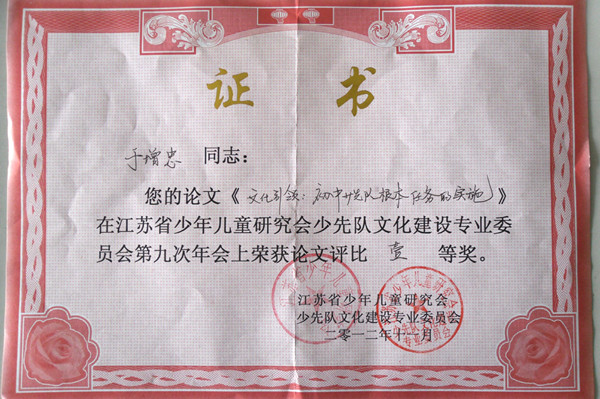 证 书
于增忠 同志：
您的论文《文化引领：初中少先队根本任务的实施》
在江苏省少年儿童研究会少先队文化建设专业委
员会第九次年会上荣获论文评比 壹 等奖。
江苏省少年儿童研究会
少先队文化建设专业委员会
二零一二年十一月